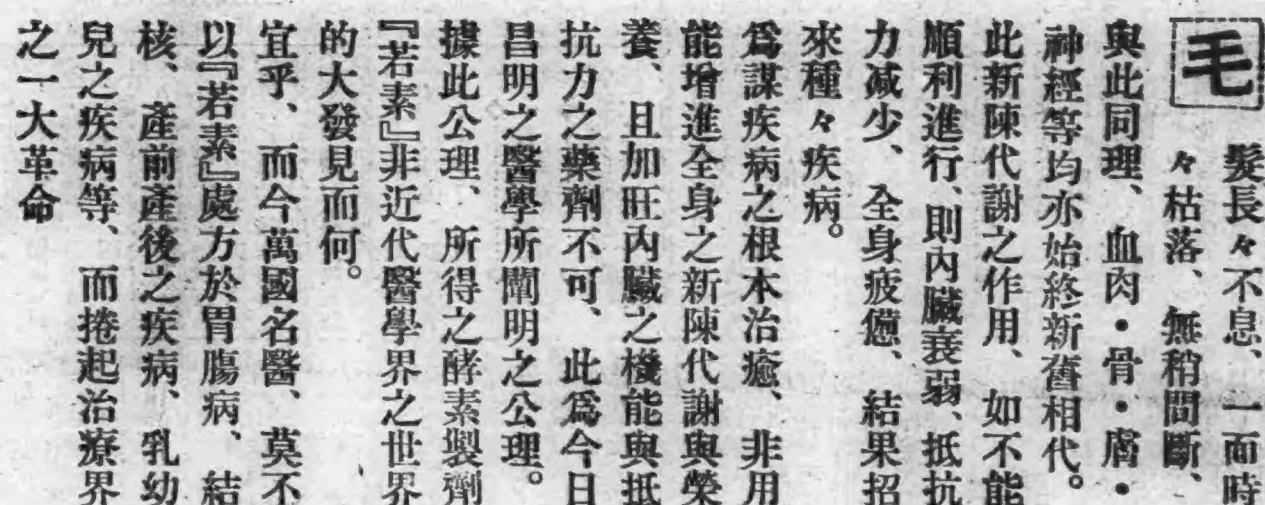 毛髮長々不息、一而時
々枯落、無稍間斷、
與此同理、血肉・骨・膚・
神經等均亦始終新舊相代。
此新陳代謝之作用、如不能
順利進行、則內臟衰弱、抵抗
力減少、全身疲憊、結果招
來種々疾病。
爲謀疾病之根本治癒、非用
能增進全身之新陳代謝與榮
養、且加旺內臟之機能與抵
抗力之藥劑不可、此爲今日
昌明之醫學所闡明之公理。
據此公理、所得之酵素製劑
『若素』非近代醫學界之世界
的大發見而何。
宜乎、而今萬國名醫、莫不
以『若素』處方於胃腸病、結
核、產前產後之疾病、乳幼
兒之疾病等、而捲起治療界
之一大革命